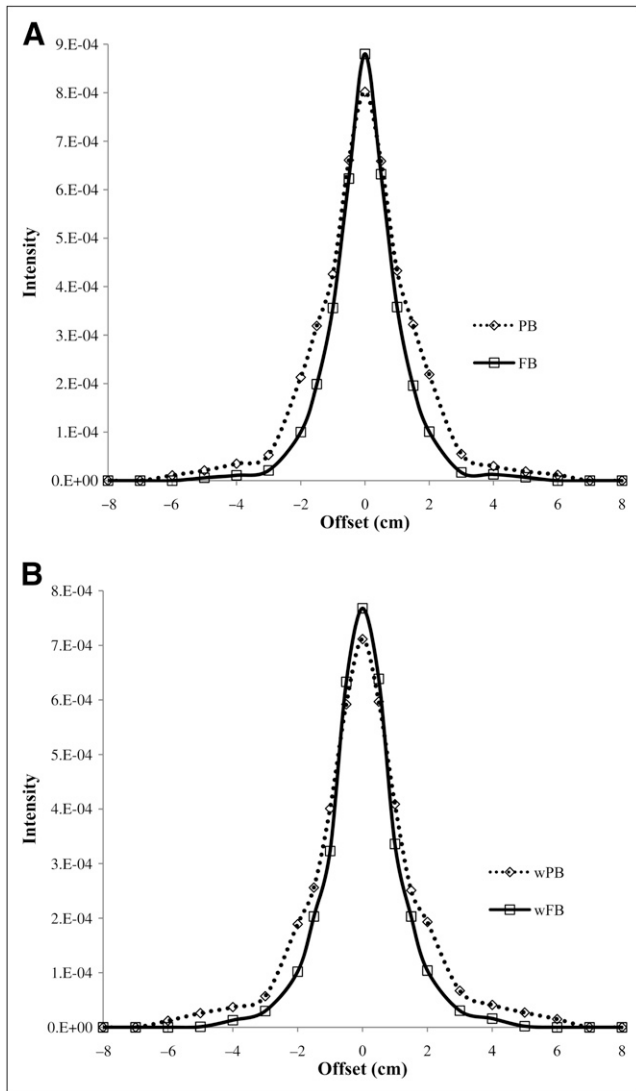 A
9.E-04
8.E-04
7.E-04
6.E-04
5.E-04
4.E-04
3.E-04
2.E-04
1.E-04
0.E+00
Intensity
PB
FB
−8 −6 −4 −2 0 2 4 6 8
Offset (cm)
B
8.E-04
7.E-04
6.E-04
5.E-04
4.E-04
3.E-04
2.E-04
1.E-04
0.E+00
Intensity
wPB
wFB
−8 −6 −4 −2 0 2 4 6 8
Offset (cm)